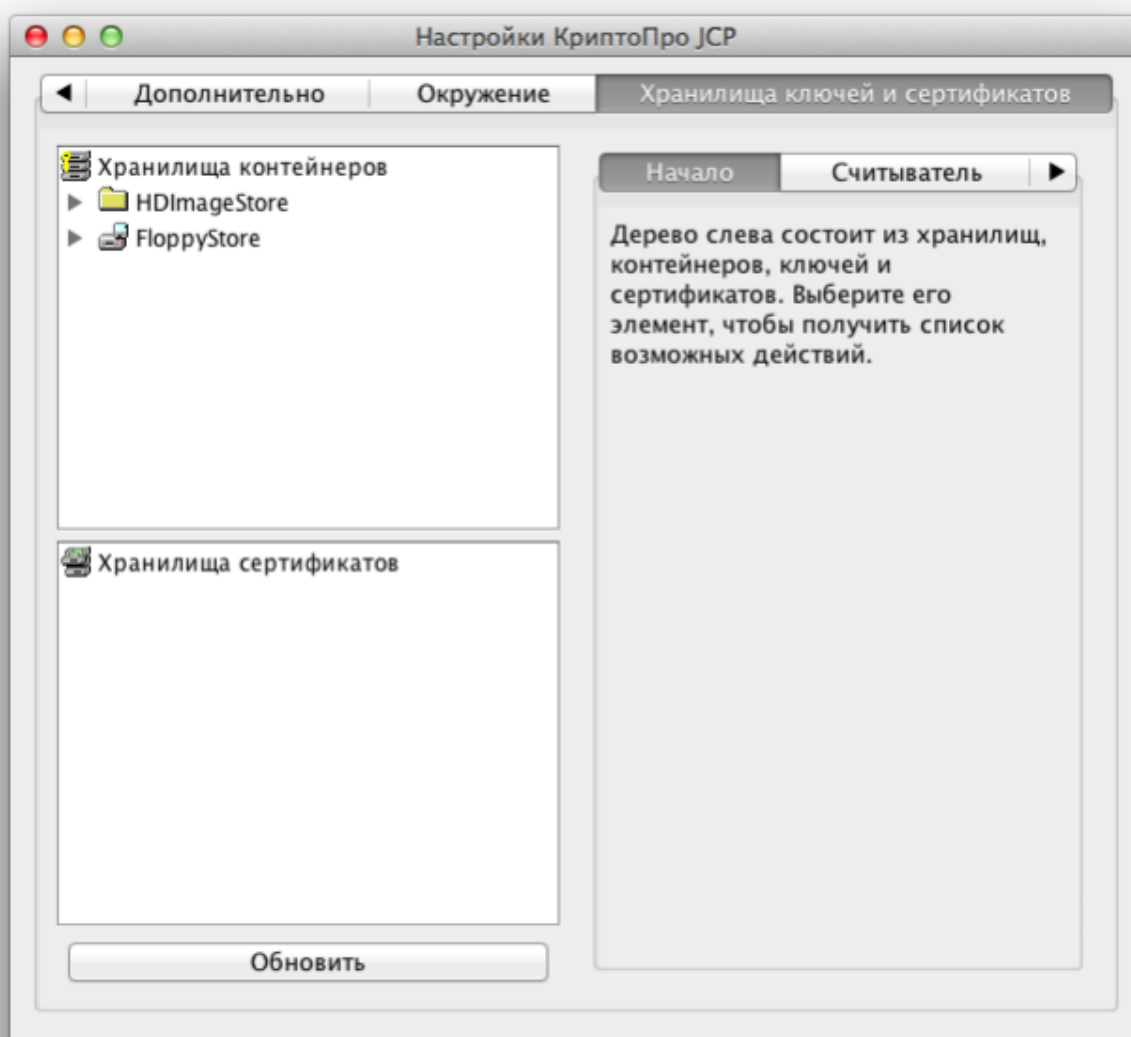 Настройки КриптоПро JCP
Дополнительно
Окружение
Хранилища ключей и сертификатов
Хранилища контейнеров
HDImageStore
FloppyStore
Хранилища сертификатов
Обновить
Начало
Считыватель
Дерево слева состоит из хранилищ,
контейнеров, ключей и
сертификатов. Выберите его
элемент, чтобы получить список
возможных действий.